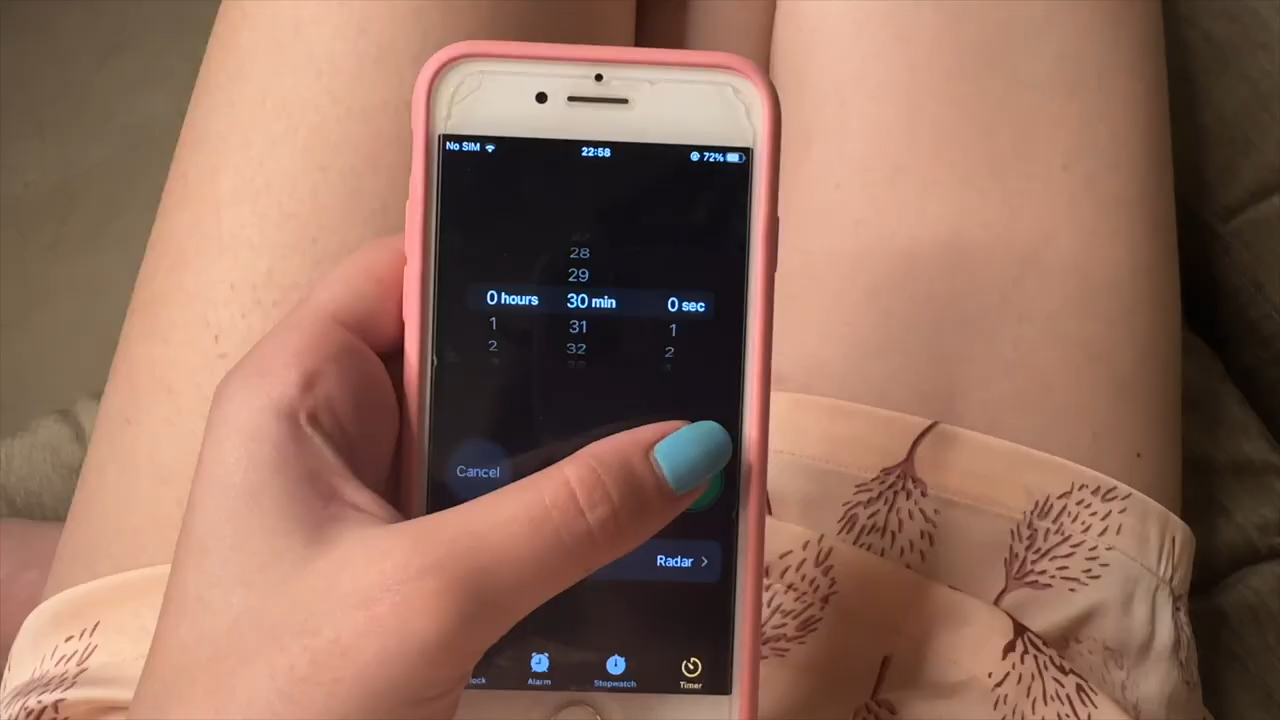 No SIM 22:58 72%
28
29
0 hours 30 min 0 sec
1 31 1
2 32 2
Cancel
Radar
lock Alarm Stopwatch Timer